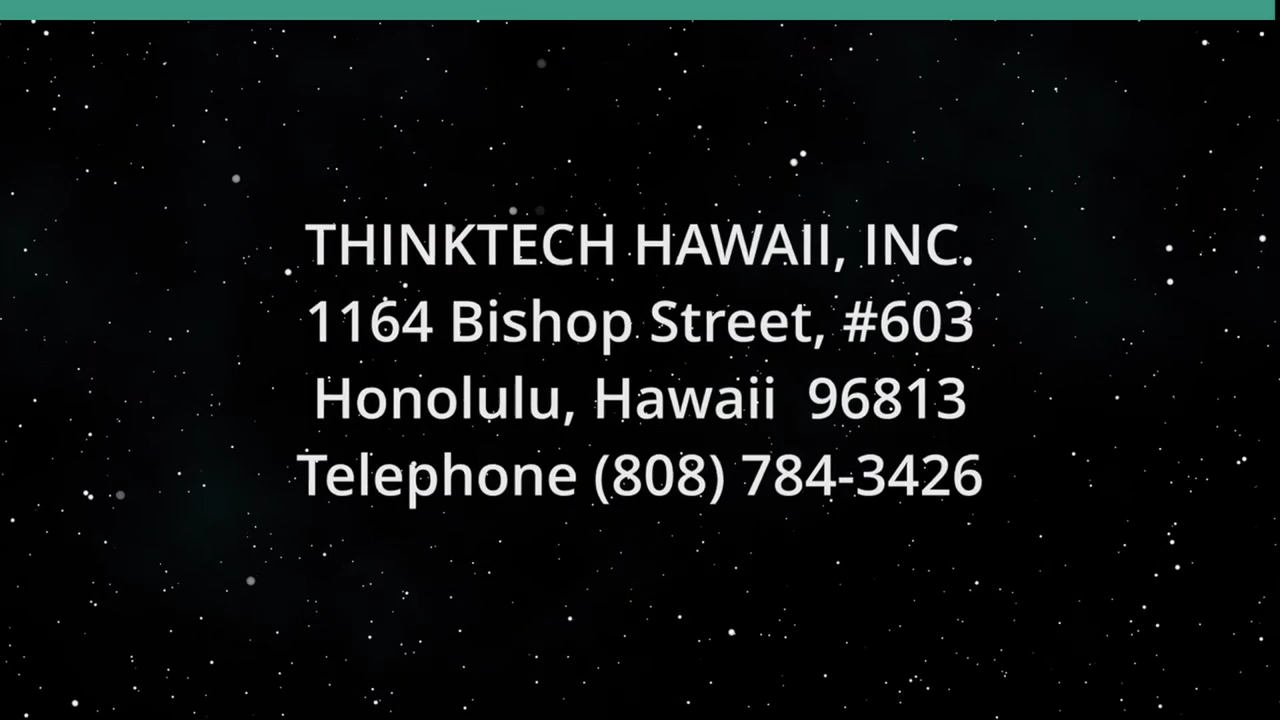 THINKTECH HAWAII, INC.
1164 Bishop Street, #603
Honolulu, Hawaii  96813
Telephone (808) 784-3426